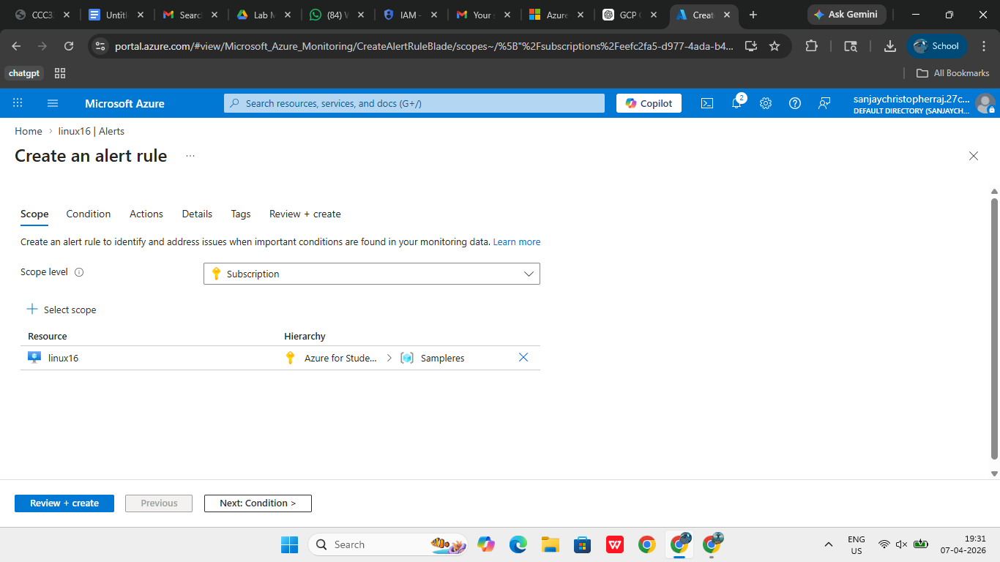 CCC3.
Untitl
Search
Lab M
(84) W
IAM -
Your s
Azure
GCP
Create
Ask Gemini
portal.azure.com/#view/Microsoft_Azure_Monitoring/CreateAlertRuleBlade/scopes~/%5B"%2Fsubscriptions%2Feefc2fa5-d977-4ada-b4...
School
chatgpt
All Bookmarks
Microsoft Azure
Search resources, services, and docs (G+/)
Copilot
2
sanjaychristopherraj.27c...
DEFAULT DIRECTORY (SANJAYCH...
Home > linux16 | Alerts
Create an alert rule ...
Scope Condition Actions Details Tags Review + create
Create an alert rule to identify and address issues when important conditions are found in your monitoring data. Learn more
Scope level
Subscription
Select scope
Resource Hierarchy
linux16 Azure for Stude... > Sampleres
Review + create
Previous
Next: Condition >
Search
ENG
US
19:31
07-04-2026